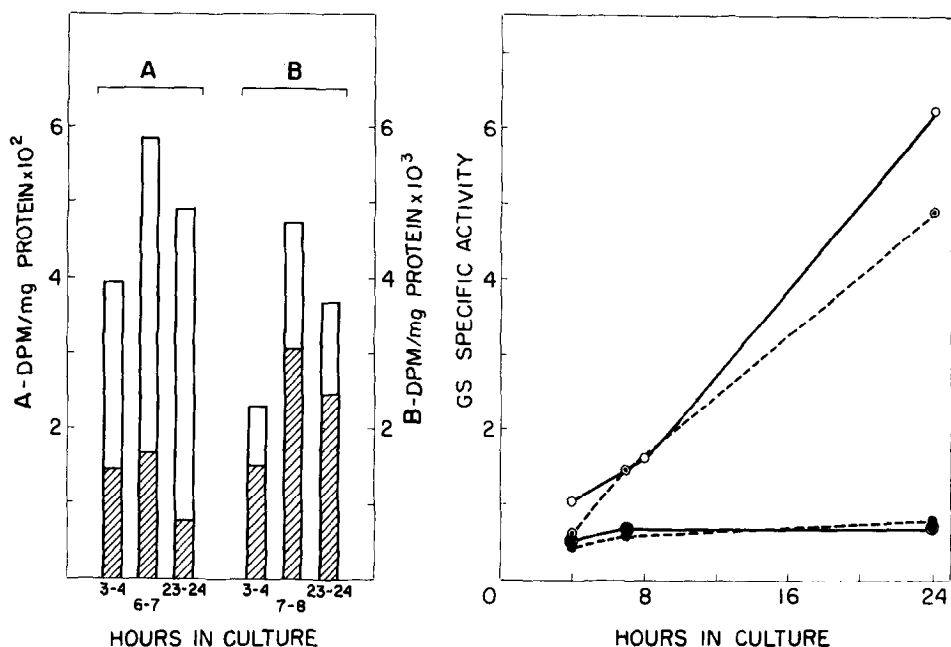 A
B
6
4
2
A-DPM/mg PROTEIN x10²
6
4
2
B-DPM/mg PROTEIN x10³
3-4
6-7
23-24
3-4
7-8
23-24
HOURS IN CULTURE
GS SPECIFIC ACTIVITY
6
4
2
0
8
16
24
HOURS IN CULTURE